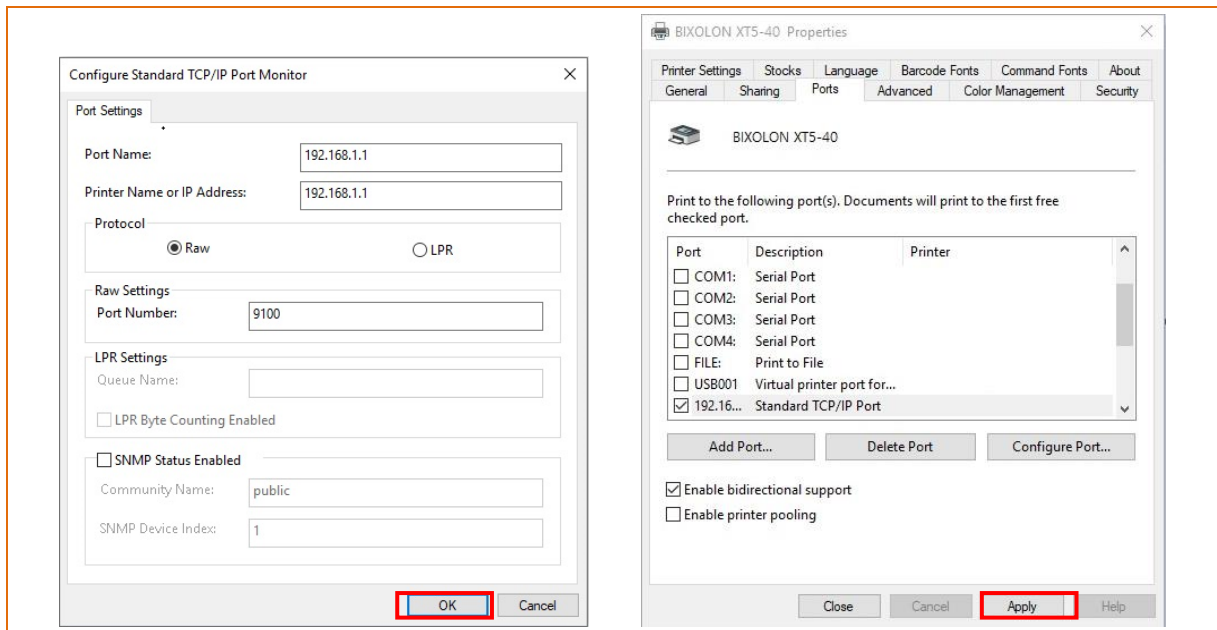 Configure Standard TCP/IP Port Monitor
Port Settings
Port Name:
192.168.1.1
Printer Name or IP Address:
192.168.1.1
Protocol
Raw
LPR
Raw Settings
Port Number:
9100
LPR Settings
Queue Name:
LPR Byte Counting Enabled
SNMP Status Enabled
Community Name:
public
SNMP Device Index:
1
OK
Cancel
BIXOLON XT5-40 Properties
Printer Settings Stocks Language Barcode Fonts Command Fonts About
General Sharing Ports Advanced Color Management Security
BIXOLON XT5-40
Print to the following port(s). Documents will print to the first free
checked port.
Port Description Printer
COM1: Serial Port
COM2: Serial Port
COM3: Serial Port
COM4: Serial Port
FILE: Print to File
USB001 Virtual printer port for...
192.16... Standard TCP/IP Port
Add Port... Delete Port Configure Port...
Enable bidirectional support
Enable printer pooling
Close Cancel Apply Help